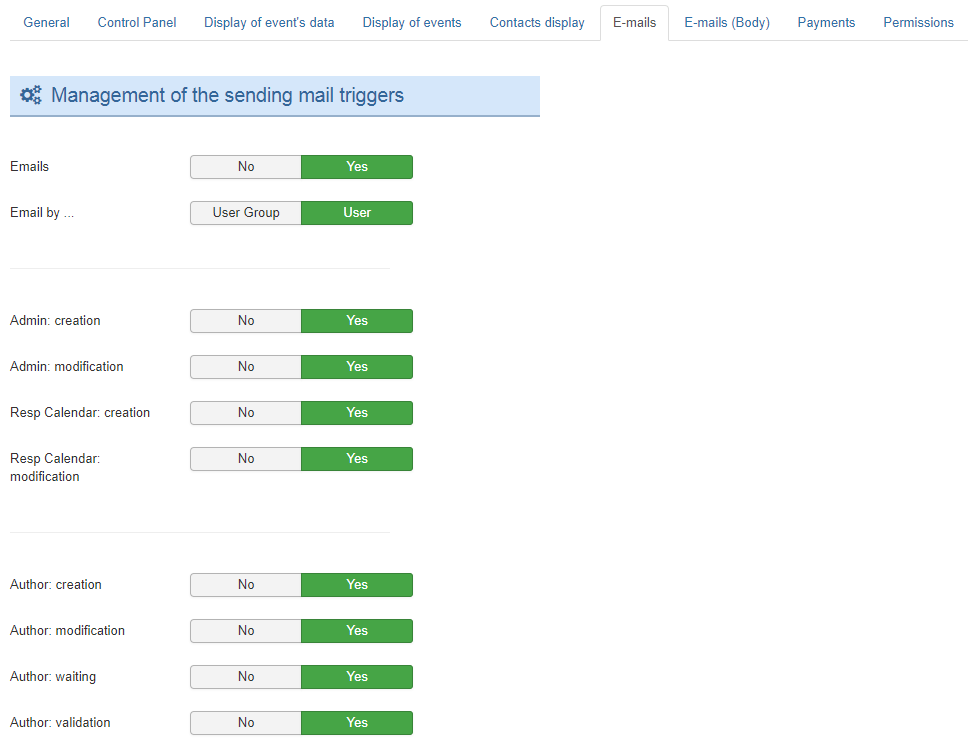 General Control Panel Display of event's data Display of events Contacts display E-mails E-mails (Body) Payments Permissions
Management of the sending mail triggers
Emails No Yes
Email by ... User Group User
Admin: creation No Yes
Admin: modification No Yes
Resp Calendar: creation No Yes
Resp Calendar: No Yes
modification
Author: creation No Yes
Author: modification No Yes
Author: waiting No Yes
Author: validation No Yes